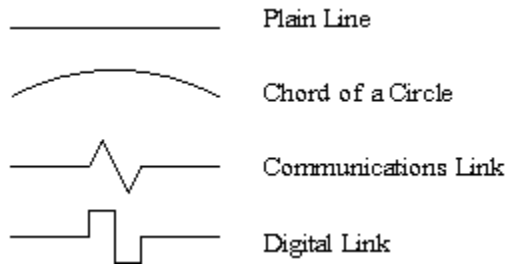 Plain Line
Chord of a Circle
Communications Link
Digital Link